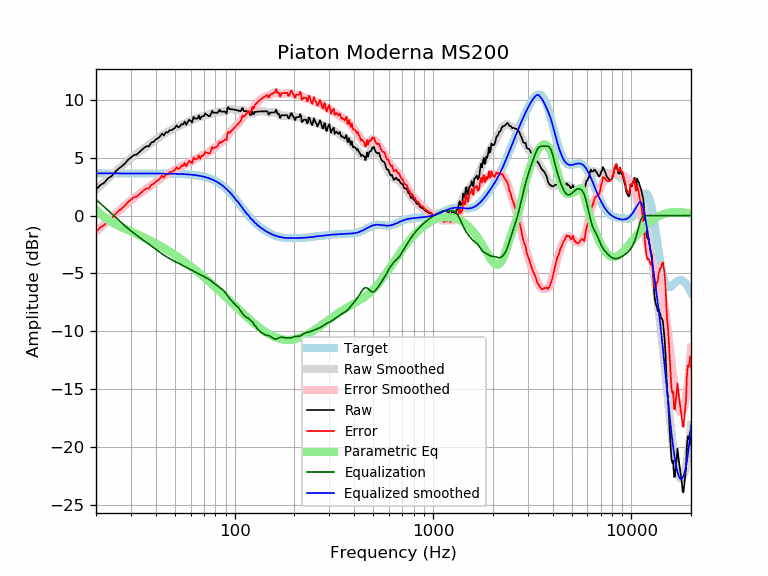 Piaton Moderna MS200
Amplitude (dBr)
10
5
0
−5
−10
−15
−20
−25
Target
Raw Smoothed
Error Smoothed
Raw
Error
Parametric Eq
Equalization
Equalized smoothed
100
1000
10000
Frequency (Hz)